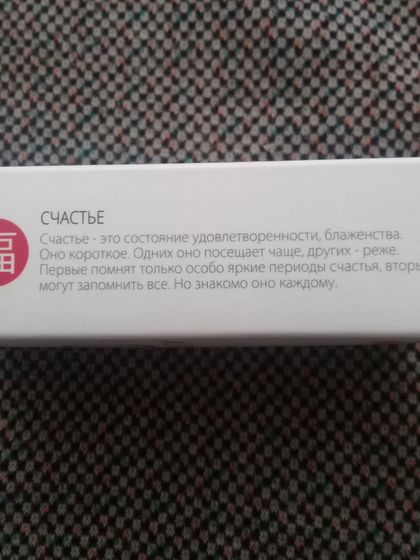 福
СЧАСТЬЕ
Счастье - это состояние удовлетворенности, блаженства.
Оно короткое. Одних оно посещает чаще, других - реже.
Первые помнят только особо яркие периоды счастья,
могут запомнить все. Но знакомо оно каждому.